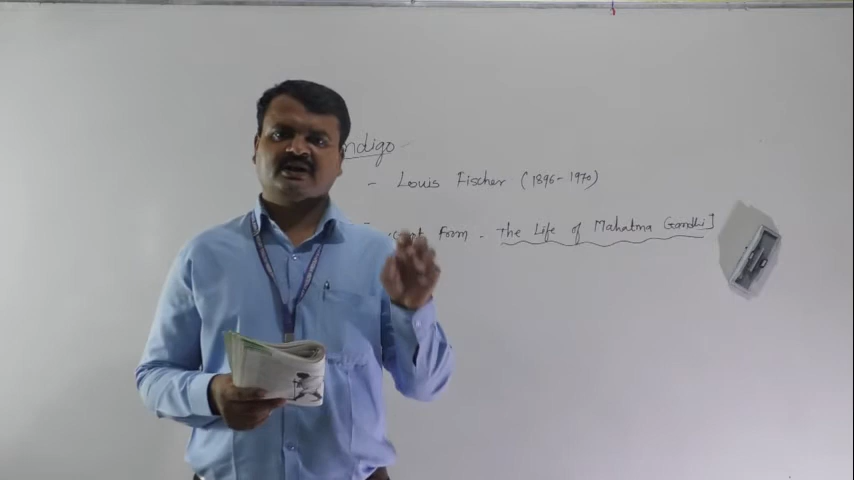 ndigo -
- Louis Fischer (1896-1970)
form - The Life of Mahatma Gandhi]